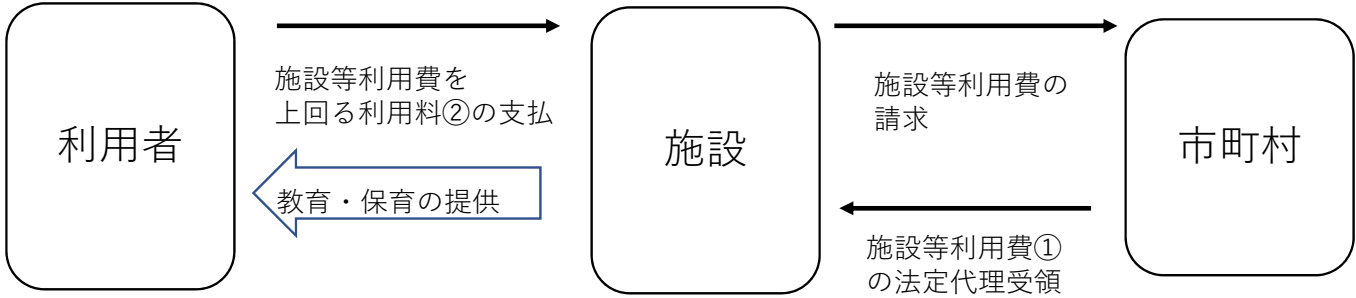 利用者
施設等利用費を
上回る利用料②の支払
教育・保育の提供
施設
施設等利用費の
請求
施設等利用費①
の法定代理受領
市町村